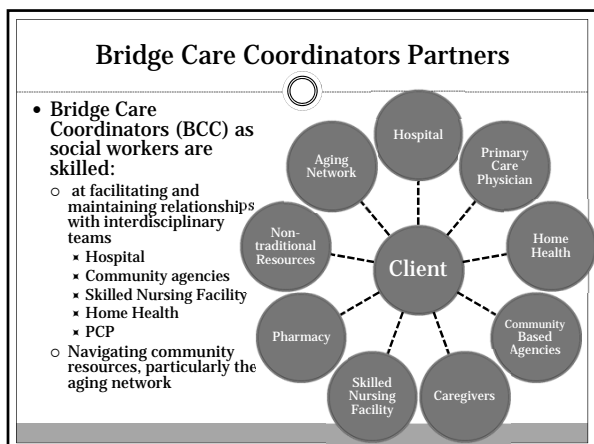 Bridge Care Coordinators Partners
• Bridge Care
Coordinators (BCC) as
social workers are
skilled:
○ at facilitating and
maintaining relationships
with interdisciplinary
teams
× Hospital
× Community agencies
× Skilled Nursing Facility
× Home Health
× PCP
○ Navigating community
resources, particularly the
aging network
Hospital
Primary
Care
Physician
Home
Health
Community
Based
Agencies
Caregivers
Skilled
Nursing
Facility
Pharmacy
Non-
traditional
Resources
Aging
Network
Client